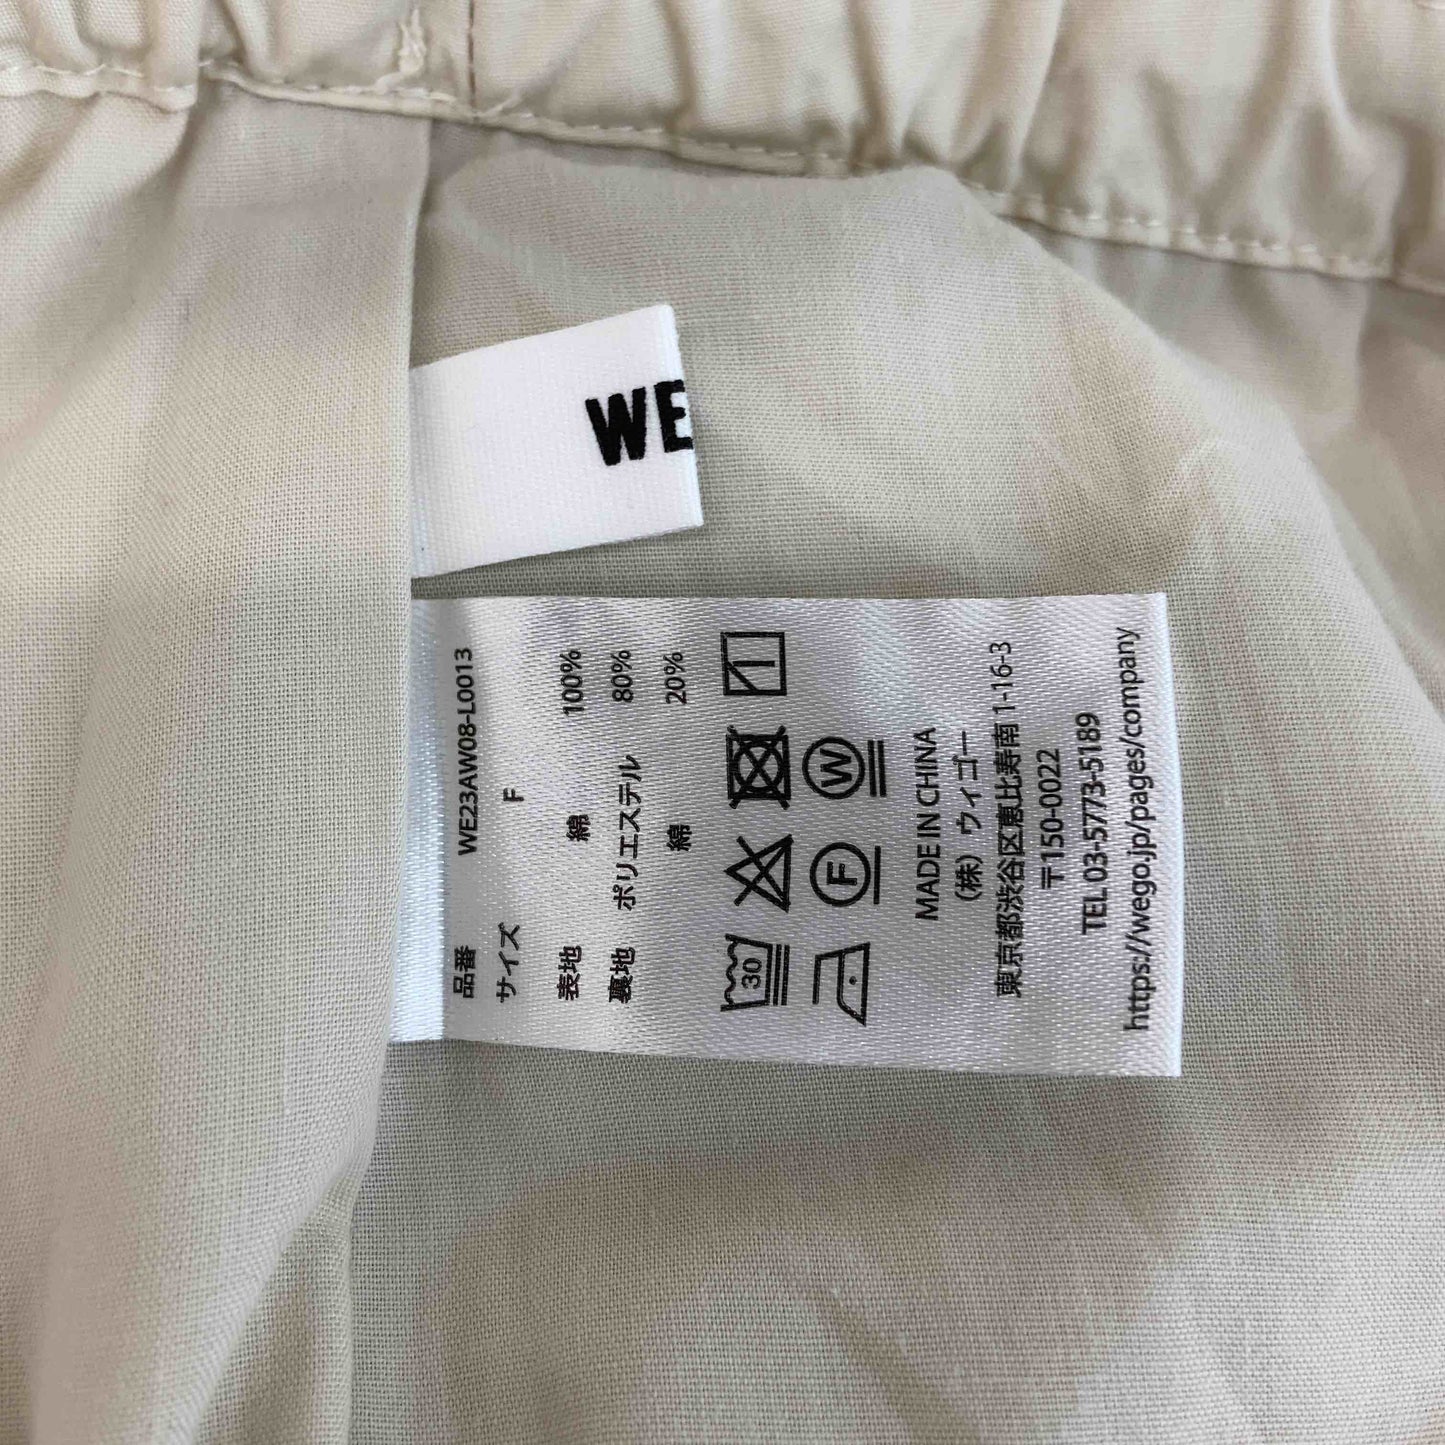 WE
品番 WE23AW08-L0013
サイズ F
表地 綿 100%
裏地 ポリエステル 80%
綿 20%
30
F W
MADE IN CHINA
（株）ウィゴー
東京都渋谷区恵比寿南 1-16-3
〒150-0022
TEL 03-5773-5189
https://wego.jp/pages/company